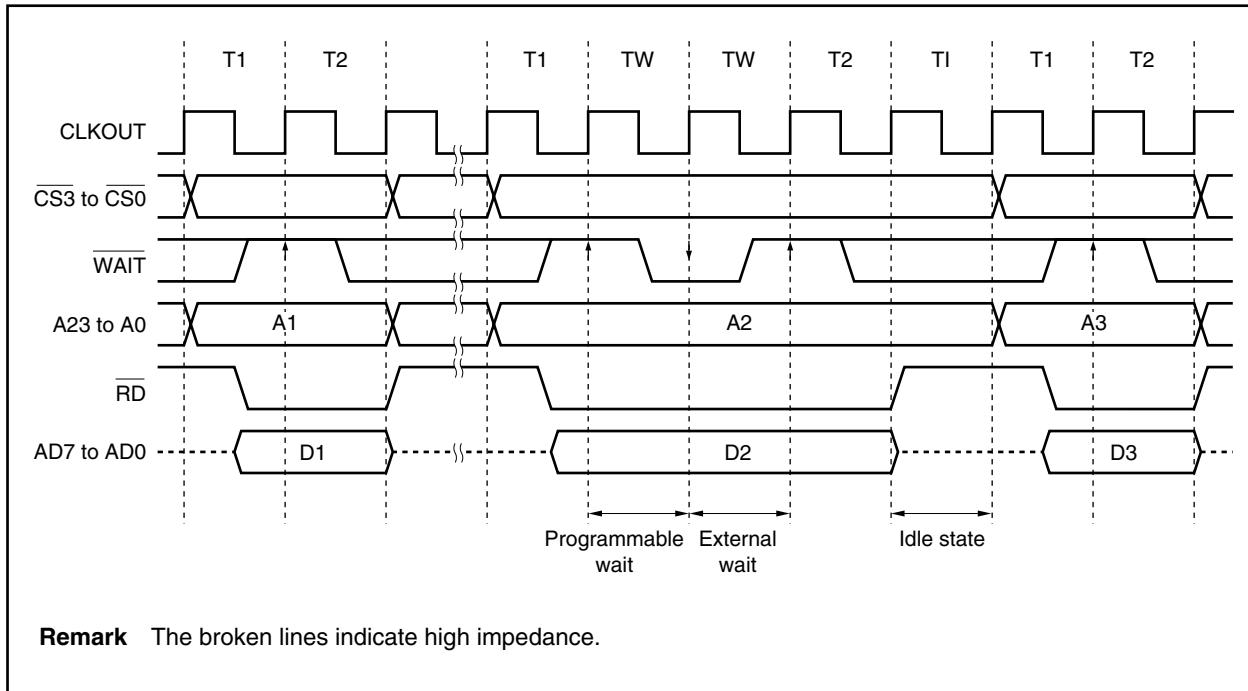 T1 T2 T1 TW TW T2 TI T1 T2
CLKOUT
CS3 to CS0
WAIT
A23 to A0 A1 A2 A3
RD
AD7 to AD0 D1 D2 D3
Programmable wait
External wait
Idle state
Remark The broken lines indicate high impedance.